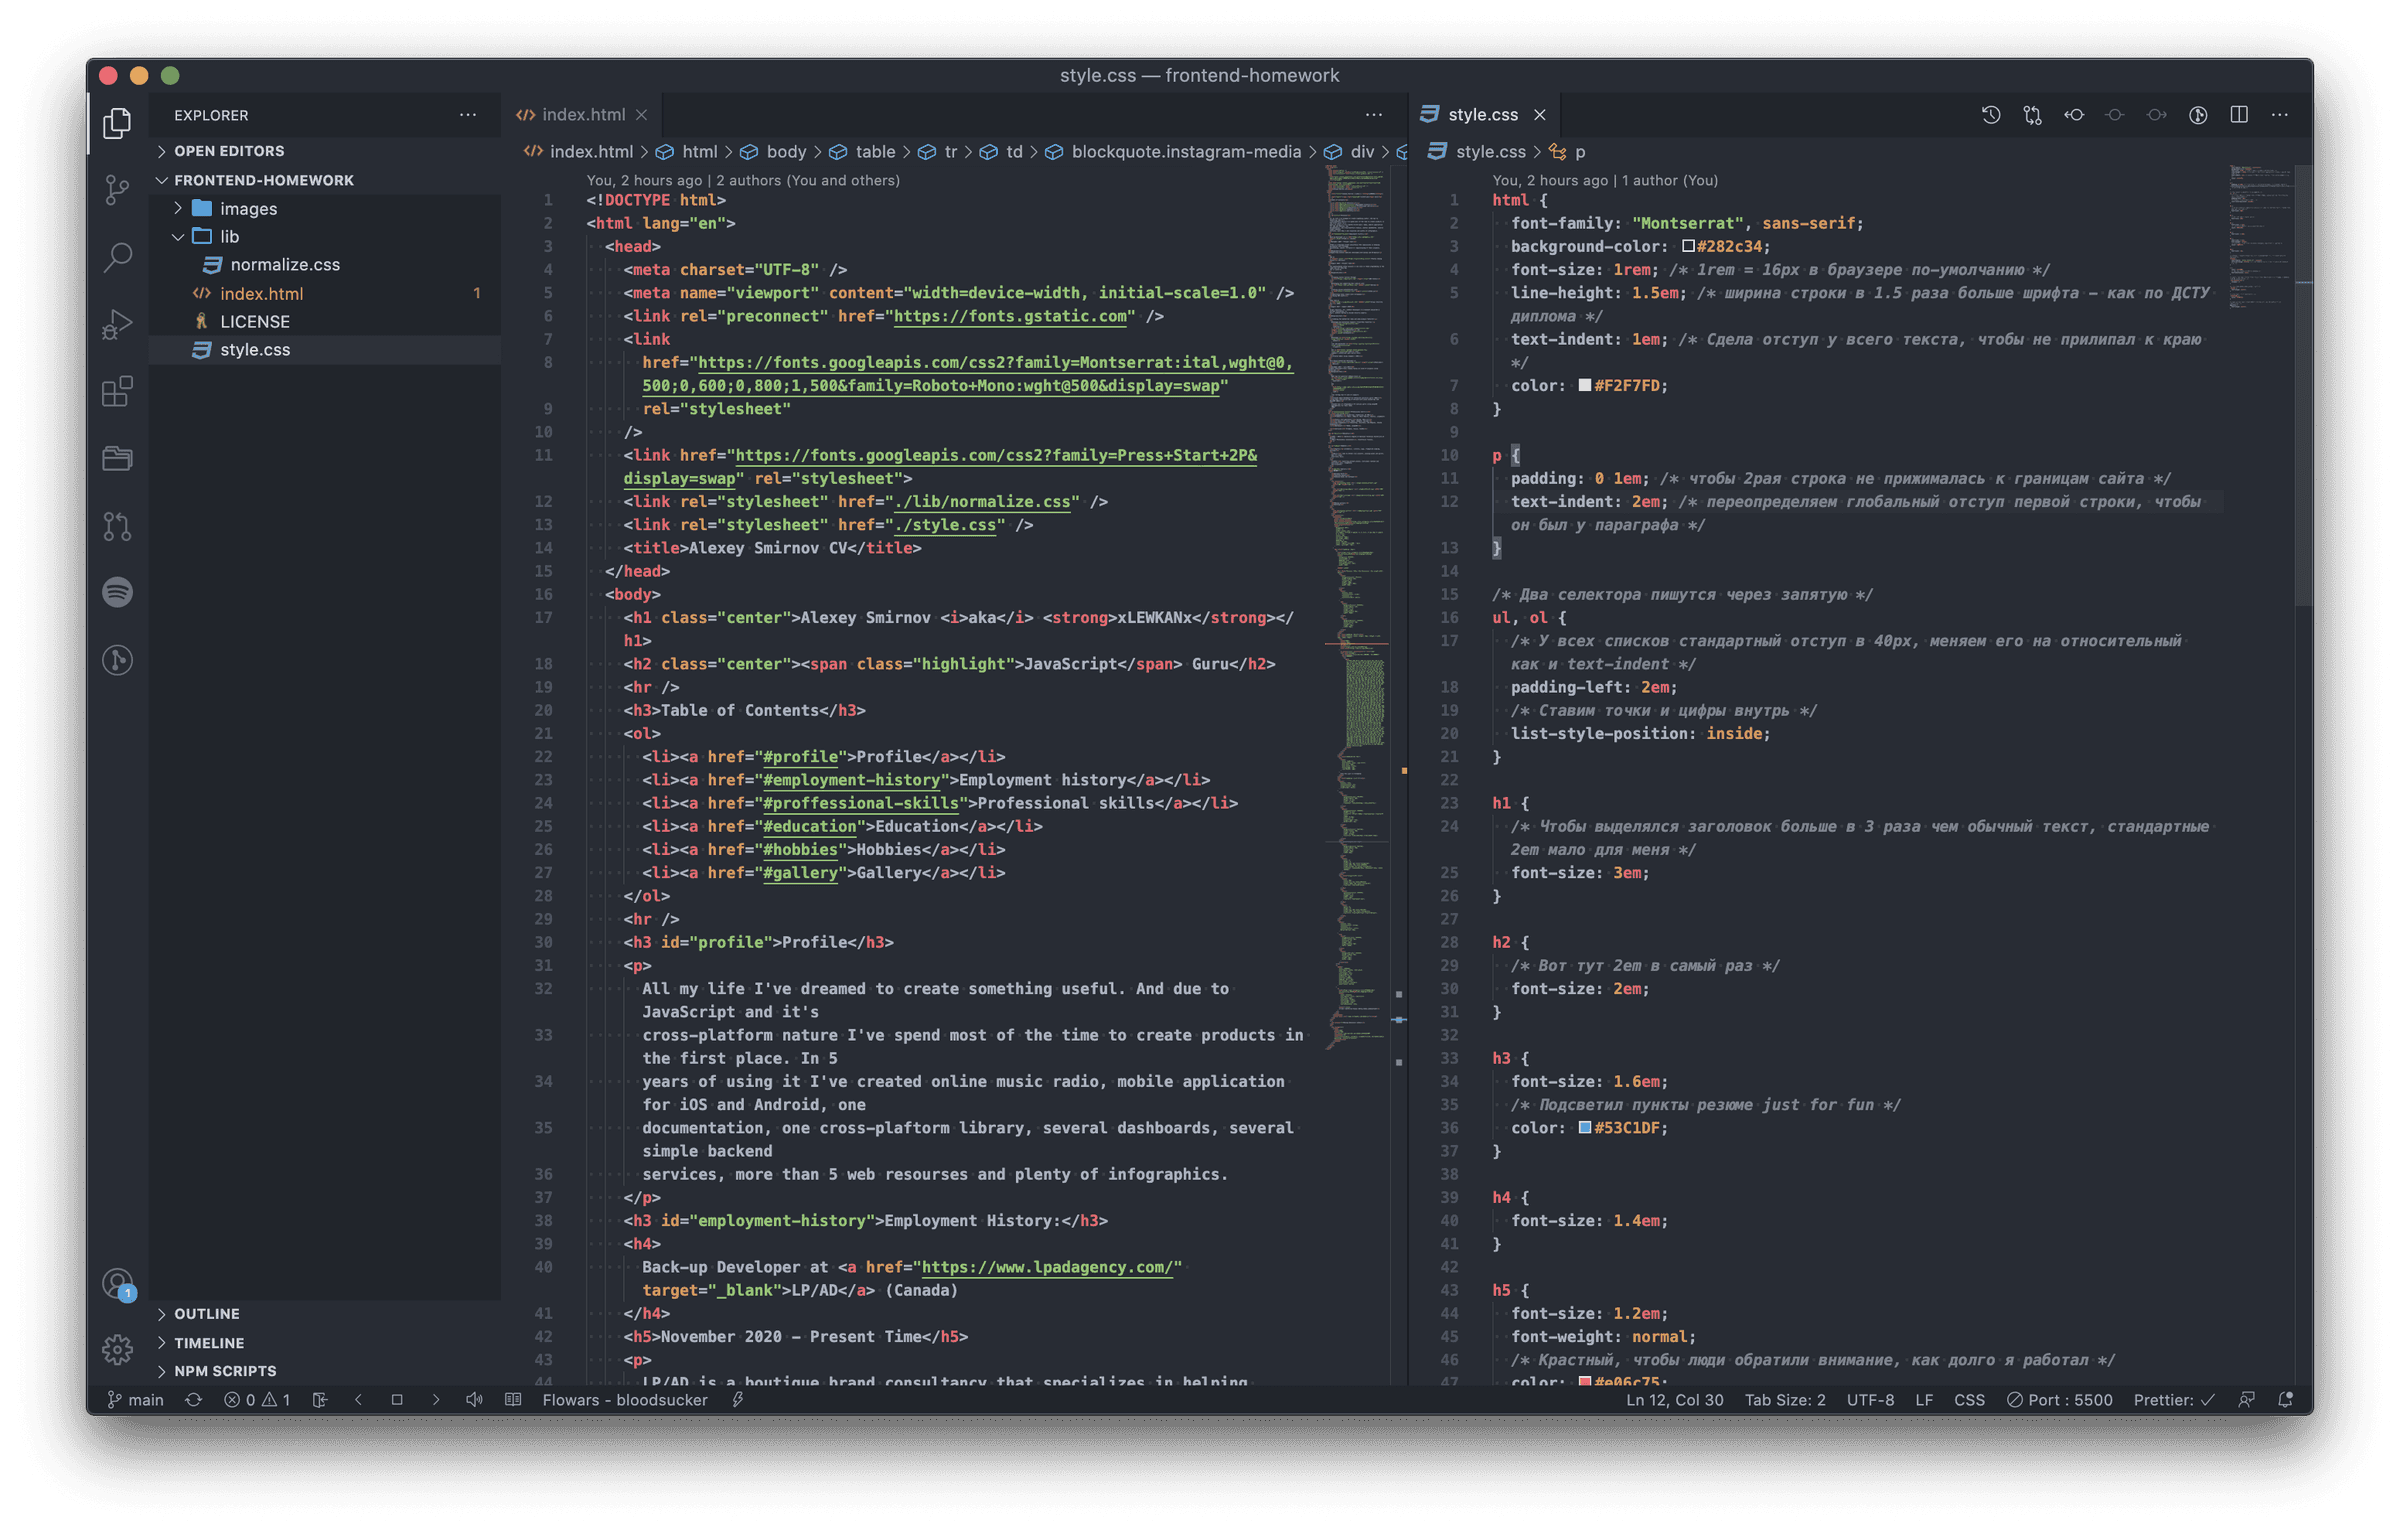 style.css — frontend-homework
EXPLORER
OPEN EDITORS
FRONTEND-HOMEWORK
images
lib
normalize.css
index.html 1
LICENSE
style.css
OUTLINE
TIMELINE
NPM SCRIPTS
1
index.html
index.html > html > body > table > tr > td > blockquote.instagram-media > div >
You, 2 hours ago | 2 authors (You and others)
1 <!DOCTYPE html>
2 <html lang="en">
3 <head>
4 <meta charset="UTF-8" />
5 <meta name="viewport" content="width=device-width, initial-scale=1.0" />
6 <link rel="preconnect" href="https://fonts.gstatic.com" />
7 <link
8 href="https://fonts.googleapis.com/css2?family=Montserrat:ital,wght@0,
500;0,600;0,800;1,500&family=Roboto+Mono:wght@500&display=swap"
9 rel="stylesheet"
10 />
11 <link href="https://fonts.googleapis.com/css2?family=Press+Start+2P&
display=swap" rel="stylesheet">
12 <link rel="stylesheet" href="./lib/normalize.css" />
13 <link rel="stylesheet" href="./style.css" />
14 <title>Alexey Smirnov CV</title>
15 </head>
16 <body>
17 <h1 class="center">Alexey Smirnov <i>aka</i> <strong>xLEWKANx</strong></
h1>
18 <h2 class="center"><span class="highlight">JavaScript</span> Guru</h2>
19 <hr />
20 <h3>Table of Contents</h3>
21 <ol>
22 <li><a href="#profile">Profile</a></li>
23 <li><a href="#employment-history">Employment history</a></li>
24 <li><a href="#proffessional-skills">Professional skills</a></li>
25 <li><a href="#education">Education</a></li>
26 <li><a href="#hobbies">Hobbies</a></li>
27 <li><a href="#gallery">Gallery</a></li>
28 </ol>
29 <hr />
30 <h3 id="profile">Profile</h3>
31 <p>
32 All my life I've dreamed to create something useful. And due to
JavaScript and it's
33 cross-platform nature I've spend most of the time to create products in
the first place. In 5
34 years of using it I've created online music radio, mobile application
for iOS and Android, one
35 documentation, one cross-plaftorm library, several dashboards, several
simple backend
36 services, more than 5 web resourses and plenty of infographics.
37 </p>
38 <h3 id="employment-history">Employment History:</h3>
39 <h4>
40 Back-up Developer at <a href="https://www.lpadagency.com/"
target="_blank">LP/AD</a> (Canada)
41 </h4>
42 <h5>November 2020 – Present Time</h5>
43 <p>
44 LP/AD is a boutique brand consultancy that specializes in helping
style.css
style.css > p
You, 2 hours ago | 1 author (You)
1 html {
2 font-family: "Montserrat", sans-serif;
3 background-color: #282c34;
4 font-size: 1rem; /* 1rem = 16px в браузере по-умолчанию */
5 line-height: 1.5em; /* ширина строки в 1.5 раза больше шрифта – как по ДСТУ
диплома */
6 text-indent: 1em; /* Сдела отступ у всего текста, чтобы не прилипал к краю
*/
7 color: #F2F7FD;
8 }
9
10 p {
11 padding: 0 1em; /* чтобы 2рая строка не прижималась к границам сайта */
12 text-indent: 2em; /* переопределяем глобальный отступ первой строки, чтобы
он был у параграфа */
13 }
14
15 /* Два селектора пишутся через запятую */
16 ul, ol {
17 /* У всех списков стандартный отступ в 40px, меняем его на относительный
как и text-indent */
18 padding-left: 2em;
19 /* Ставим точки и цифры внутрь */
20 list-style-position: inside;
21 }
22
23 h1 {
24 /* Чтобы выделялся заголовок больше в 3 раза чем обычный текст, стандартные
2em мало для меня */
25 font-size: 3em;
26 }
27
28 h2 {
29 /* Вот тут 2em в самый раз */
30 font-size: 2em;
31 }
32
33 h3 {
34 font-size: 1.6em;
35 /* Подсветил пункты резюме just for fun */
36 color: #53C1DF;
37 }
38
39 h4 {
40 font-size: 1.4em;
41 }
42
43 h5 {
44 font-size: 1.2em;
45 font-weight: normal;
46 /* Крастный, чтобы люди обратили внимание, как долго я работал */
47 color: #e06c75;
main 0 1 Flowars - bloodsucker
Ln 12, Col 30 Tab Size: 2 UTF-8 LF CSS Port : 5500 Prettier: